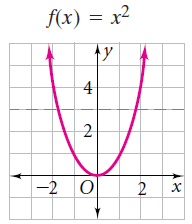 f(x) = x²
y
4
2
−2 O 2 x